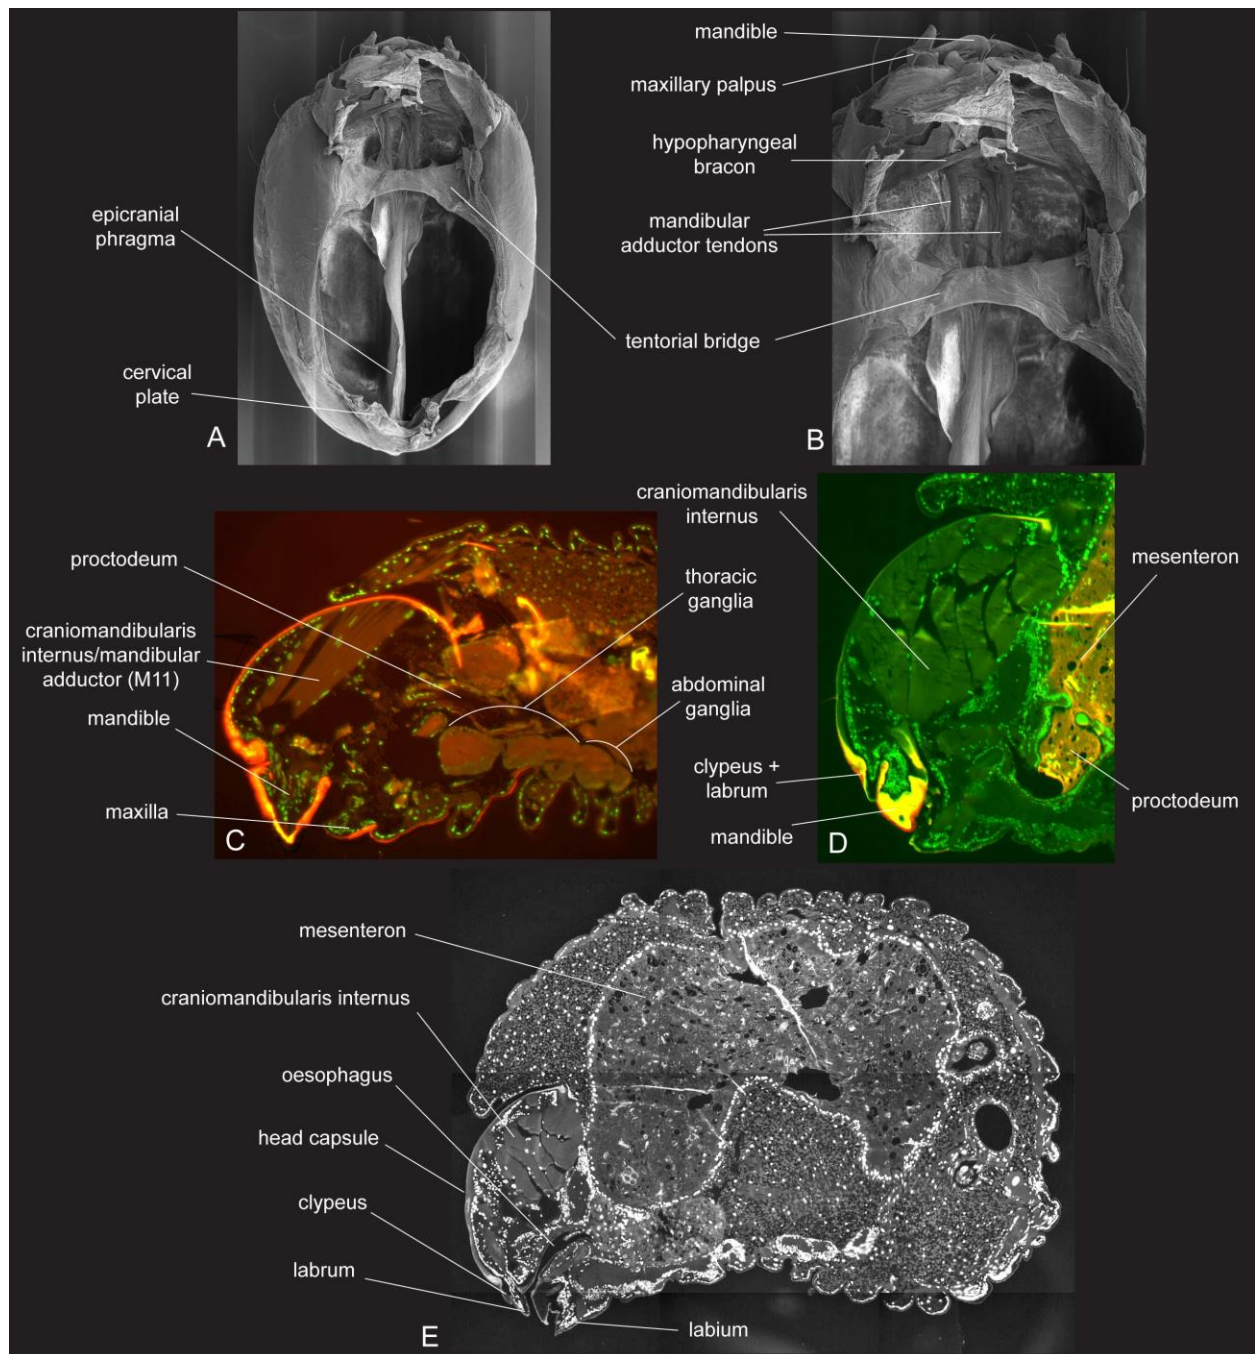 mandible
maxillary palpus
hypopharyngeal
bracon
mandibular
adductor tendons
epicranial
phragma
tentorial bridge
cervical
plate
A
B
craniomandibularis
internus
proctodeum
thoracic
ganglia
mesenteron
craniomandibularis
internus/mandibular
adductor (M11)
abdominal
ganglia
mandible
clypeus +
labrum
proctodeum
maxilla
mandible
C
D
mesenteron
craniomandibularis internus
oesophagus
head capsule
clypeus
labrum
labium
E